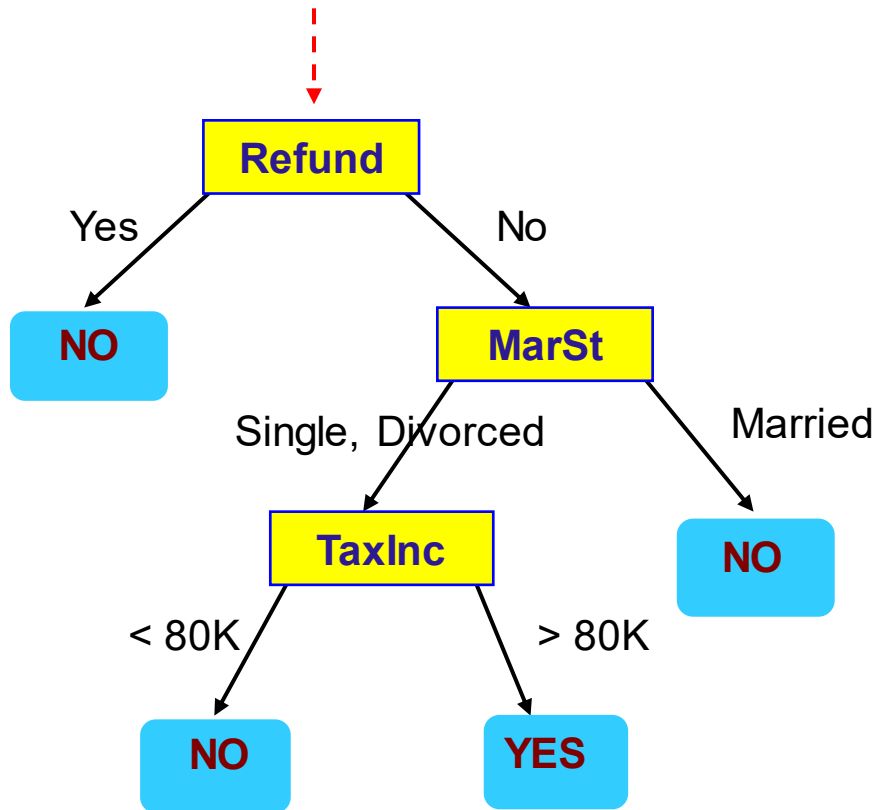 Refund
Yes
No
NO
MarSt
Single, Divorced
Married
TaxInc
NO
< 80K
> 80K
NO
YES